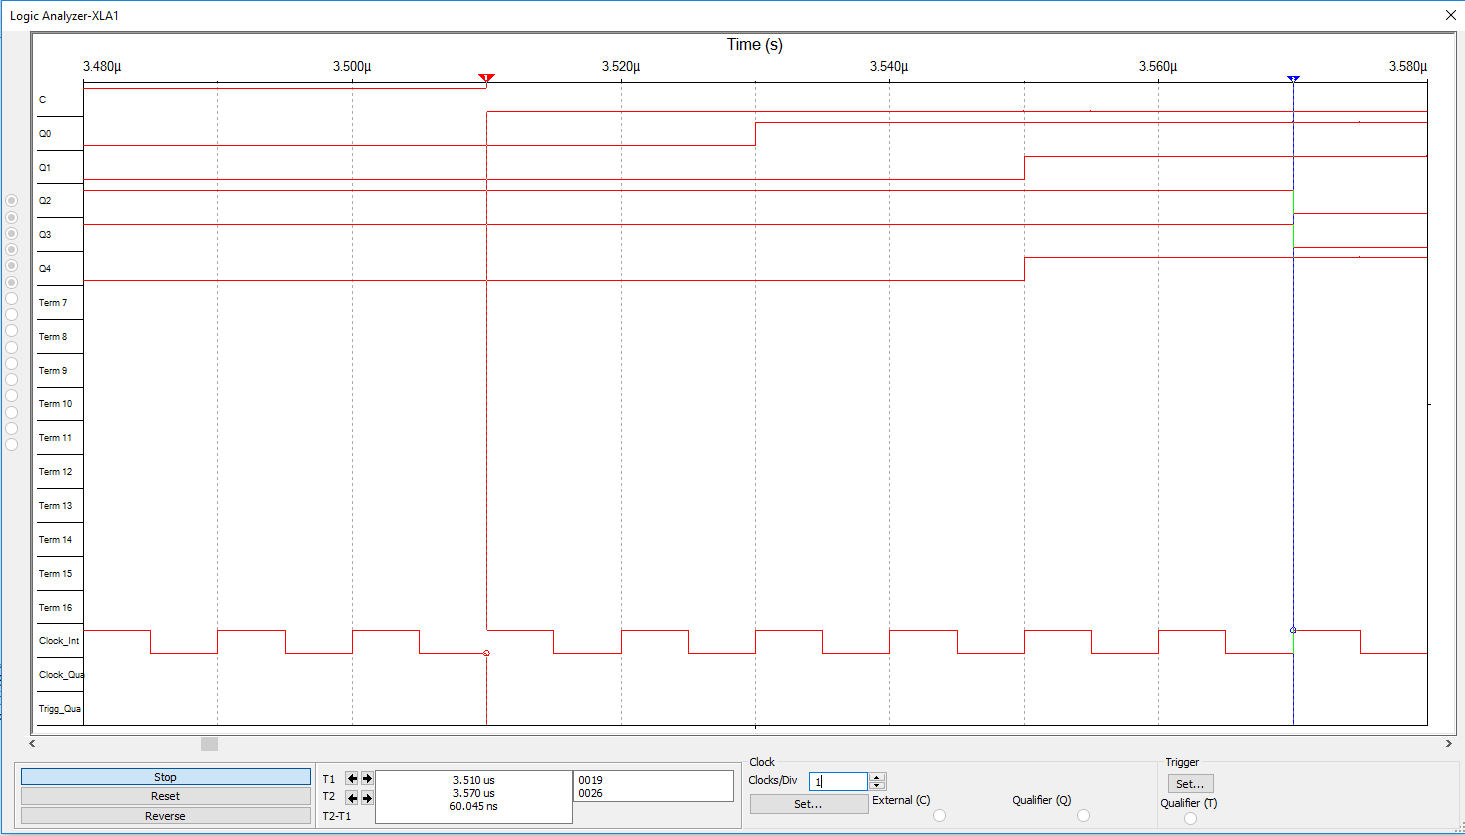 Logic Analyzer-XLA1
Time (s)
3.480µ 3.500µ 3.520µ 3.540µ 3.560µ 3.580µ
C
Q0
Q1
Q2
Q3
Q4
Term 7
Term 8
Term 9
Term 10
Term 11
Term 12
Term 13
Term 14
Term 15
Term 16
Clock_Int
Clock_Qua
Trigg_Qua
Stop
Reset
Reverse
T1 3.510 us 0019
T2 3.570 us 0026
T2-T1 60.045 ns
Clock
Clocks/Div 1
Set...
External (C)
Qualifier (Q)
Trigger
Set...
Qualifier (T)